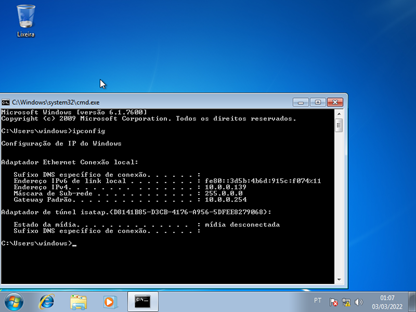 Lixeira
C:\Windows\system32\cmd.exe
Microsoft Windows [versão 6.1.7600]
Copyright (c) 2009 Microsoft Corporation. Todos os direitos reservados.
C:\Users\windows>ipconfig
Configuração de IP do Windows
Adaptador Ethernet Conexão local:
Sufixo DNS específico de conexão. . . . . . :
Endereço IPv6 de link local . . . . . . . . : fe80::3d5b:4b6d:915c:f074%11
Endereço IPv4. . . . . . . . . . . . . . . : 10.0.0.139
Máscara de Sub-rede . . . . . . . . . . . . : 255.0.0.0
Gateway Padrão. . . . . . . . . . . . . . . : 10.0.0.254
Adaptador de túnel isatap.{D8141B05-D3CB-4176-A956-5DFEE8279068}:
Estado da mídia. . . . . . . . . . . . . . : mídia desconectada
Sufixo DNS específico de conexão. . . . . . :
C:\Users\windows>_
PT
01:07
03/03/2022